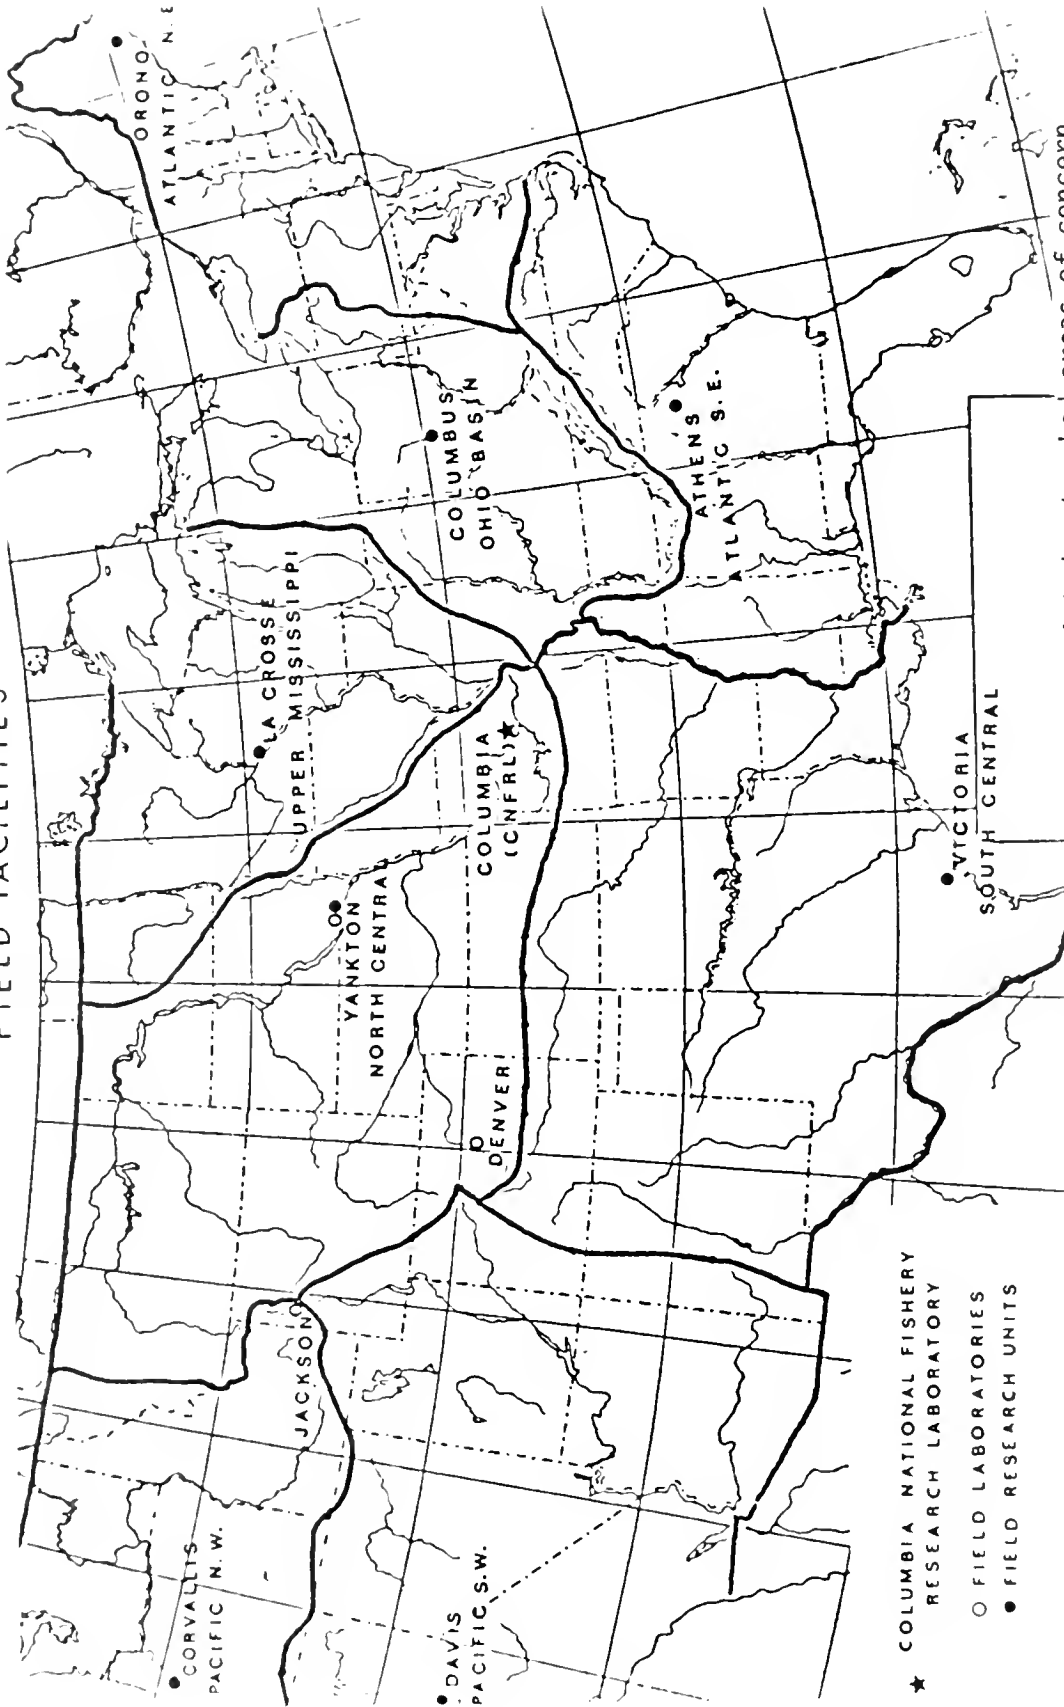 FIELD FACILITIES
ORONO
ATLANTIC N.E
LA CROSSE
UPPER MISSISSIPPI
COLUMBUS
OHIO BASIN
ATHENS
ATLANTIC S.E.
YANKTON
NORTH CENTRAL
COLUMBIA
(CNFRL)
DENVER
JACKSON
VICTORIA
SOUTH CENTRAL
CORVALLIS
PACIFIC N.W.
DAVIS
PACIFIC S.W.
★ COLUMBIA NATIONAL FISHERY
RESEARCH LABORATORY
○ FIELD LABORATORIES
● FIELD RESEARCH UNITS
of concern